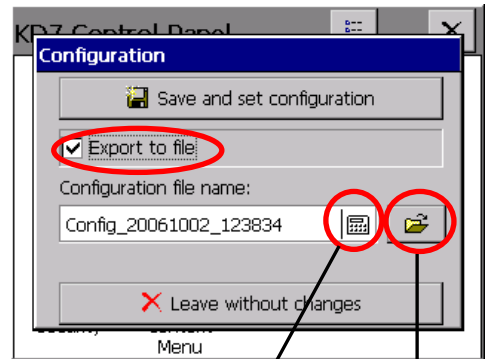 KD7 Control Panel
Configuration
Save and set configuration
Export to file
Configuration file name:
Config_20061002_123834
Leave without changes
Menu